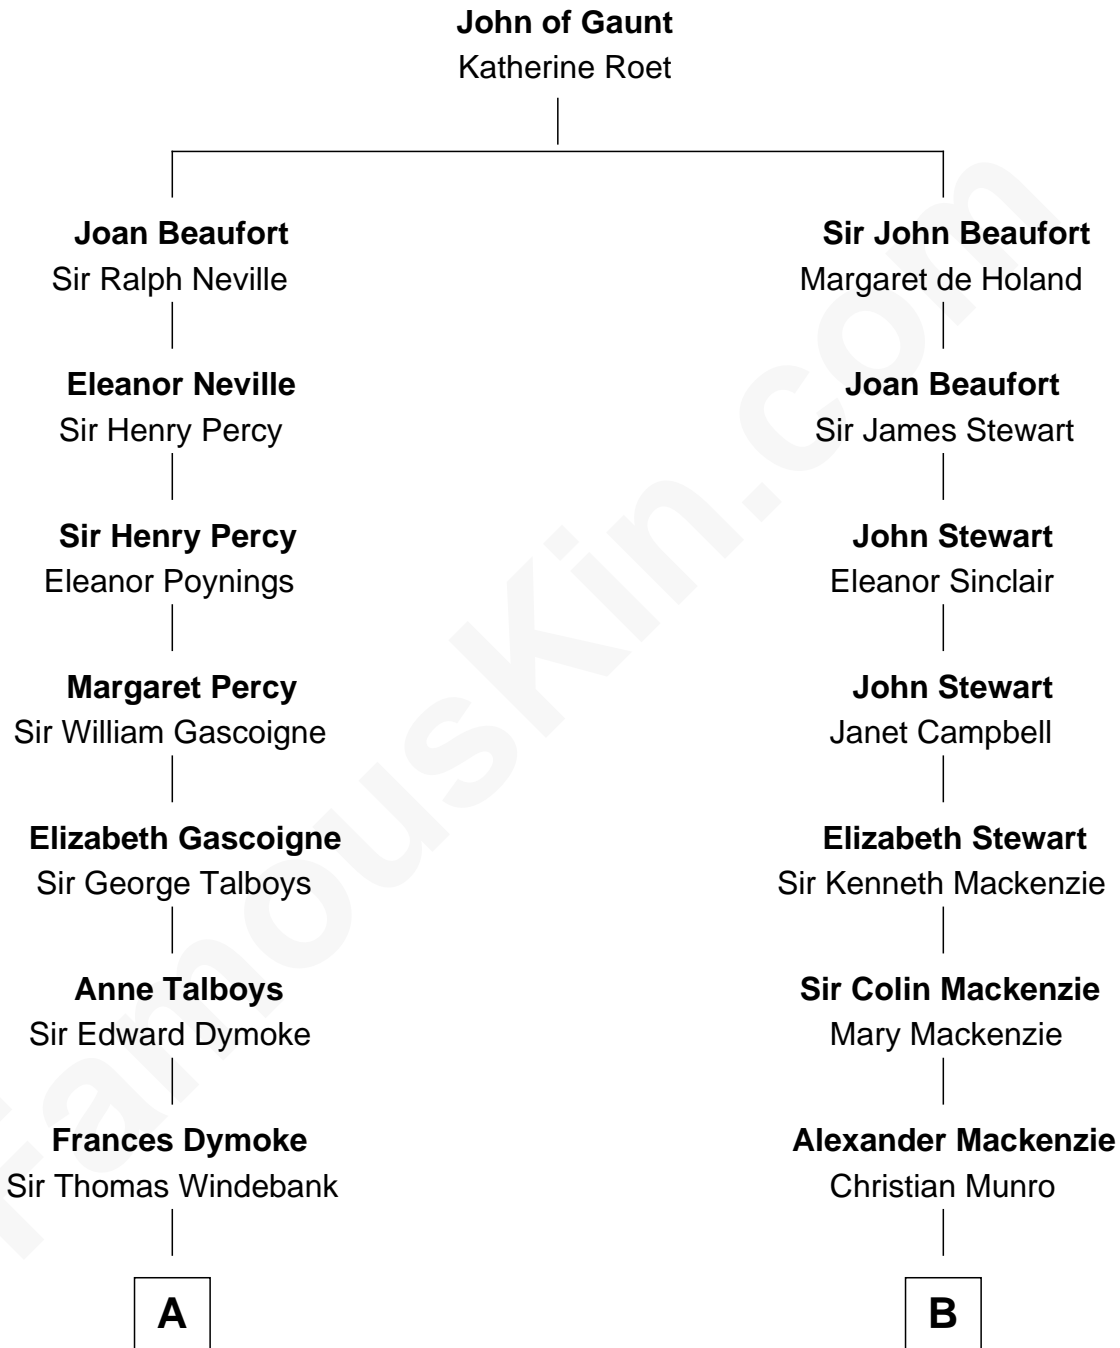 John of Gaunt
Katherine Roet
Joan Beaufort
Sir Ralph Neville
Sir John Beaufort
Margaret de Holand
Eleanor Neville
Sir Henry Percy
Joan Beaufort
Sir James Stewart
Sir Henry Percy
Eleanor Poynings
John Stewart
Eleanor Sinclair
Margaret Percy
Sir William Gascoigne
John Stewart
Janet Campbell
Elizabeth Gascoigne
Sir George Talboys
Elizabeth Stewart
Sir Kenneth Mackenzie
Anne Talboys
Sir Edward Dymoke
Sir Colin Mackenzie
Mary Mackenzie
Frances Dymoke
Sir Thomas Windebank
Alexander Mackenzie
Christian Munro
A
B
FamousKin.com